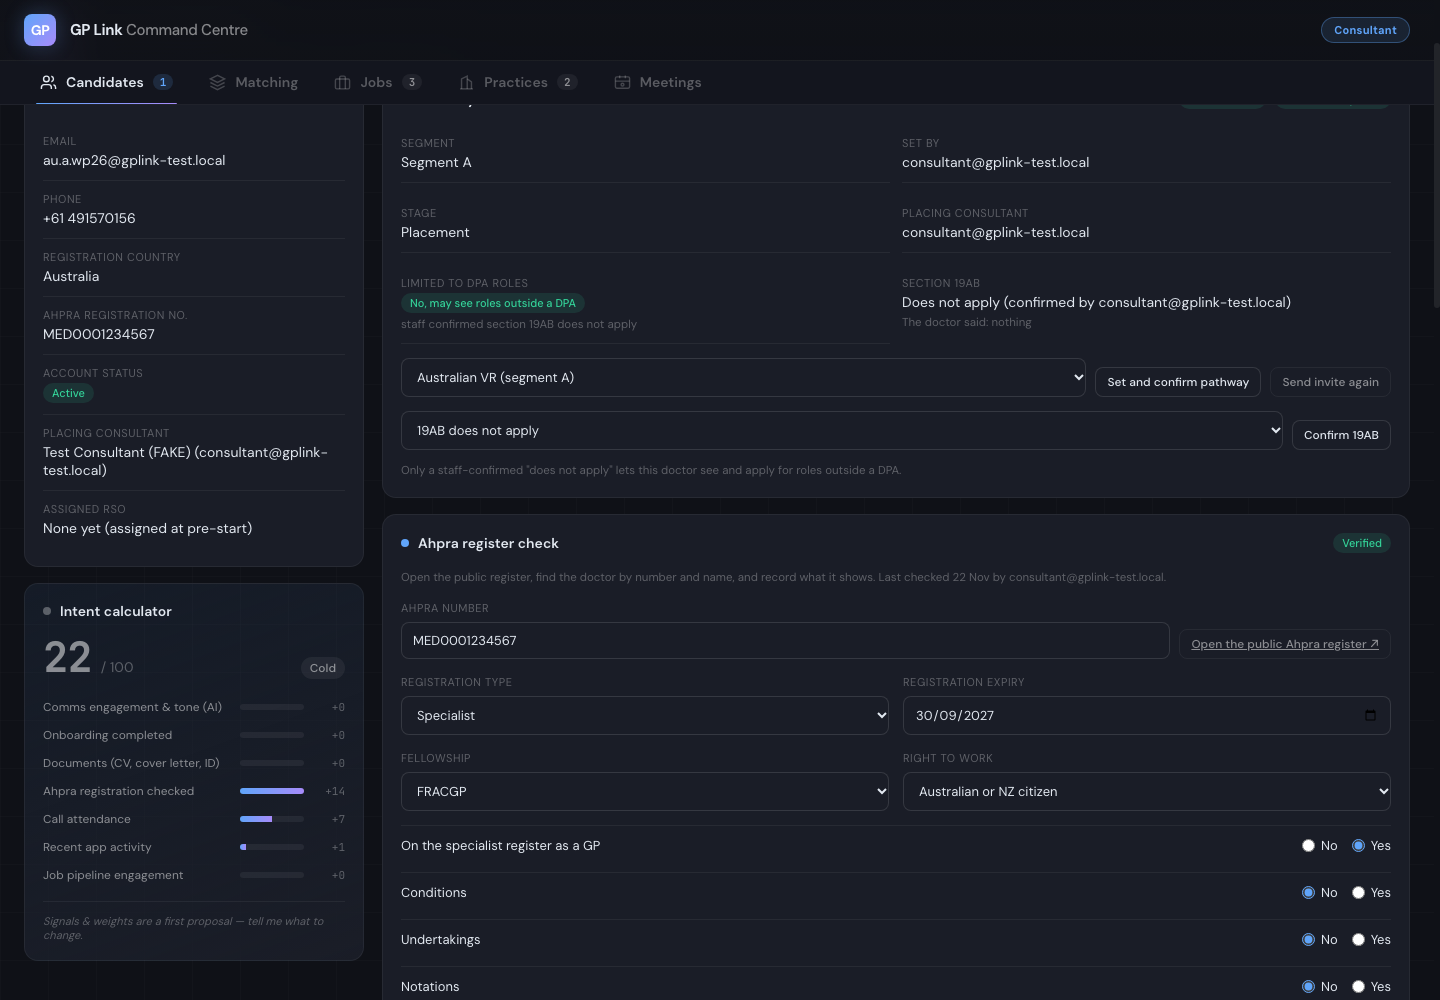 GP
GP Link Command Centre
Consultant
Candidates 1
Matching
Jobs 3
Practices 2
Meetings
EMAIL
au.a.wp26@gplink-test.local
PHONE
+61 491570156
REGISTRATION COUNTRY
Australia
AHPRA REGISTRATION NO.
MED0001234567
ACCOUNT STATUS
Active
PLACING CONSULTANT
Test Consultant (FAKE) (consultant@gplink-
test.local)
ASSIGNED RSO
None yet (assigned at pre-start)
Intent calculator
22 / 100
Cold
Comms engagement & tone (AI) +0
Onboarding completed +0
Documents (CV, cover letter, ID) +0
Ahpra registration checked +14
Call attendance +7
Recent app activity +1
Job pipeline engagement +0
Signals & weights are a first proposal — tell me what to
change.
SEGMENT
Segment A
SET BY
consultant@gplink-test.local
STAGE
Placement
PLACING CONSULTANT
consultant@gplink-test.local
LIMITED TO DPA ROLES
No, may see roles outside a DPA
staff confirmed section 19AB does not apply
SECTION 19AB
Does not apply (confirmed by consultant@gplink-test.local)
The doctor said: nothing
Australian VR (segment A)
Set and confirm pathway
Send invite again
19AB does not apply
Confirm 19AB
Only a staff-confirmed "does not apply" lets this doctor see and apply for roles outside a DPA.
Ahpra register check
Verified
Open the public register, find the doctor by number and name, and record what it shows. Last checked 22 Nov by consultant@gplink-test.local.
AHPRA NUMBER
MED0001234567
Open the public Ahpra register ↗
REGISTRATION TYPE
Specialist
REGISTRATION EXPIRY
30/09/2027
FELLOWSHIP
FRACGP
RIGHT TO WORK
Australian or NZ citizen
On the specialist register as a GP No Yes
Conditions No Yes
Undertakings No Yes
Notations No Yes